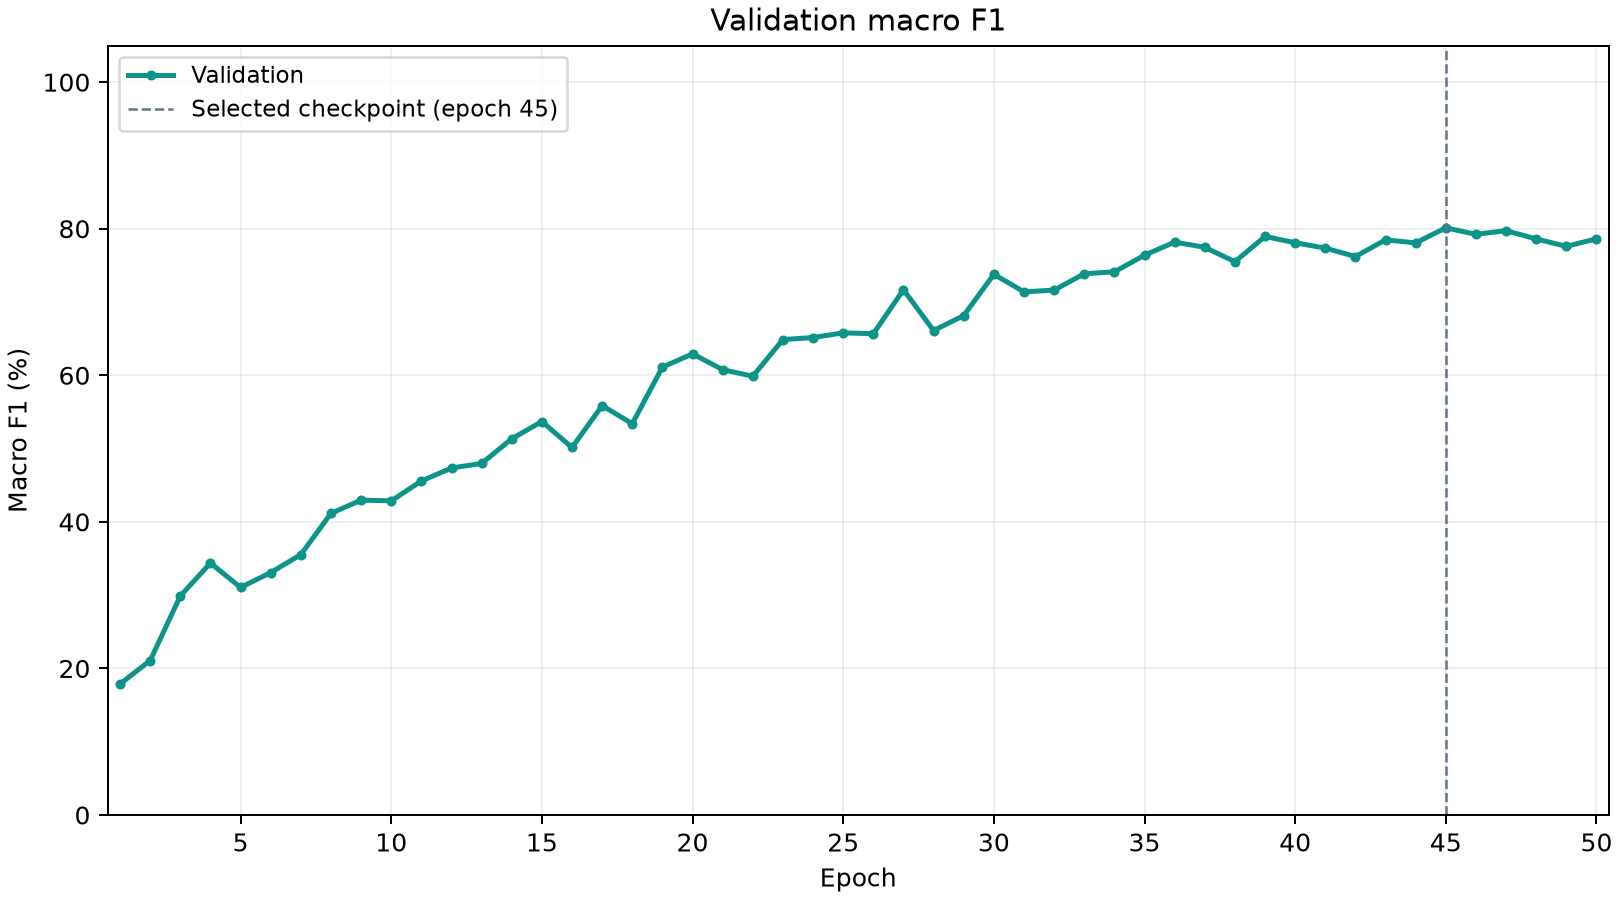 Validation macro F1
Validation
Selected checkpoint (epoch 45)
Macro F1 (%)
100
80
60
40
20
0
5 10 15 20 25 30 35 40 45 50
Epoch